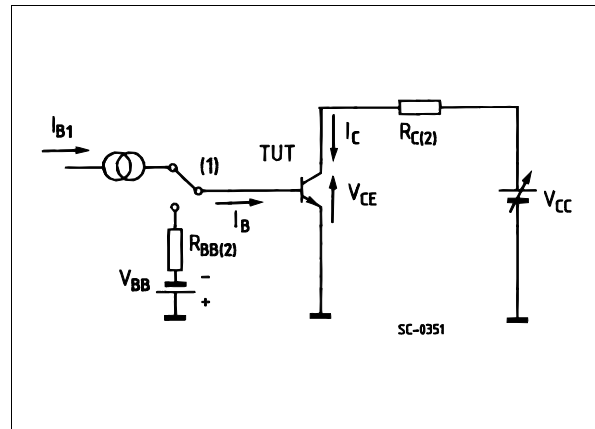 I_B1
(1)
TUT
I_C
R_C(2)
V_CE
V_CC
I_B
R_BB(2)
V_BB
-
+
SC-0351